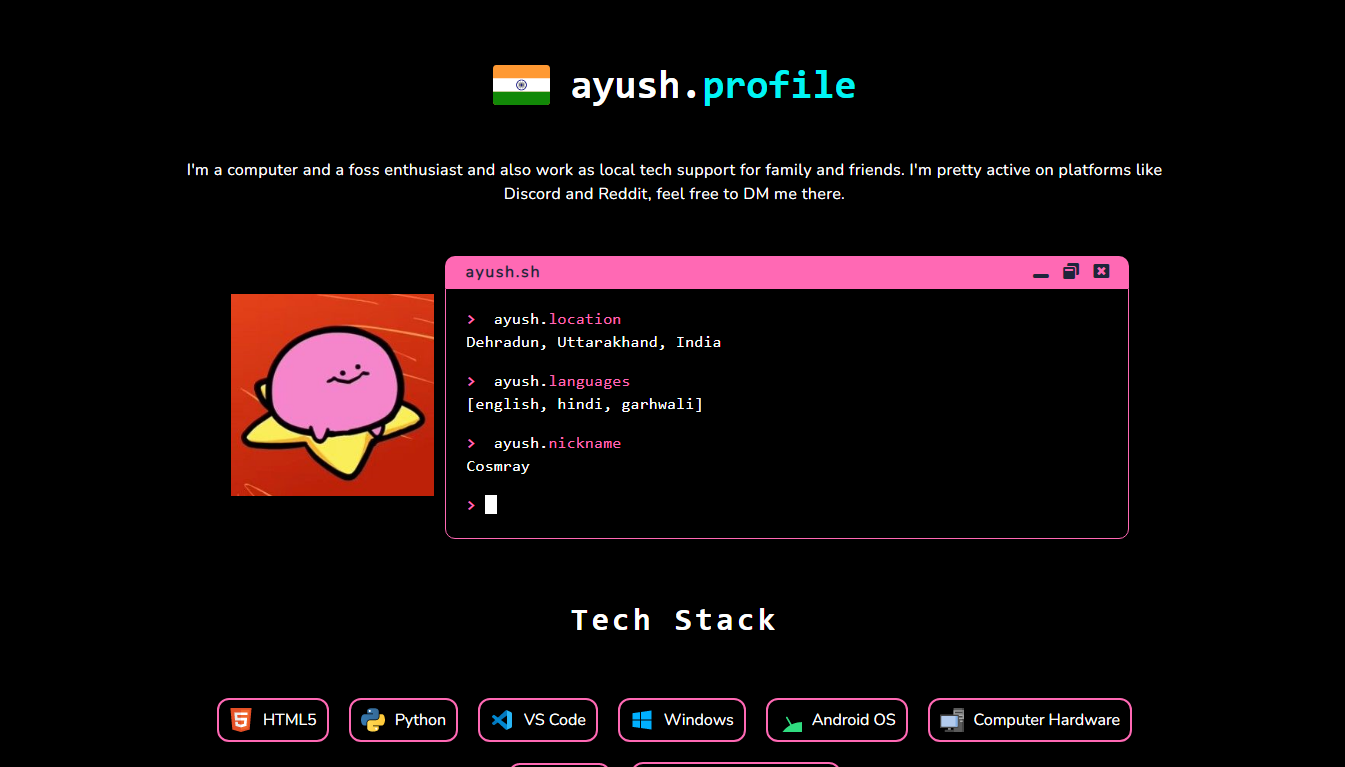 ayush.profile
I'm a computer and a foss enthusiast and also work as local tech support for family and friends. I'm pretty active on platforms like
Discord and Reddit, feel free to DM me there.
ayush.sh
> ayush.location
Dehradun, Uttarakhand, India
> ayush.languages
[english, hindi, garhwali]
> ayush.nickname
Cosmray
>
Tech Stack
HTML5 Python VS Code Windows Android OS Computer Hardware